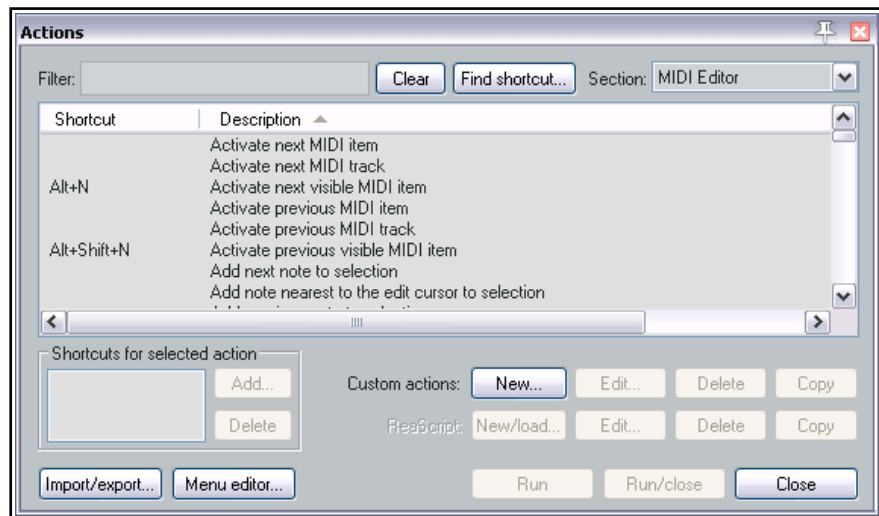 Actions
Filter: Clear Find shortcut... Section: MIDI Editor
Shortcut Description
Activate next MIDI item
Activate next MIDI track
Alt+N Activate next visible MIDI item
Activate previous MIDI item
Activate previous MIDI track
Alt+Shift+N Activate previous visible MIDI item
Add next note to selection
Add note nearest to the edit cursor to selection
Shortcuts for selected action
Add... Custom actions: New... Edit... Delete Copy
Delete ReaScript: New/load... Edit... Delete Copy
Import/export... Menu editor... Run Run/close Close